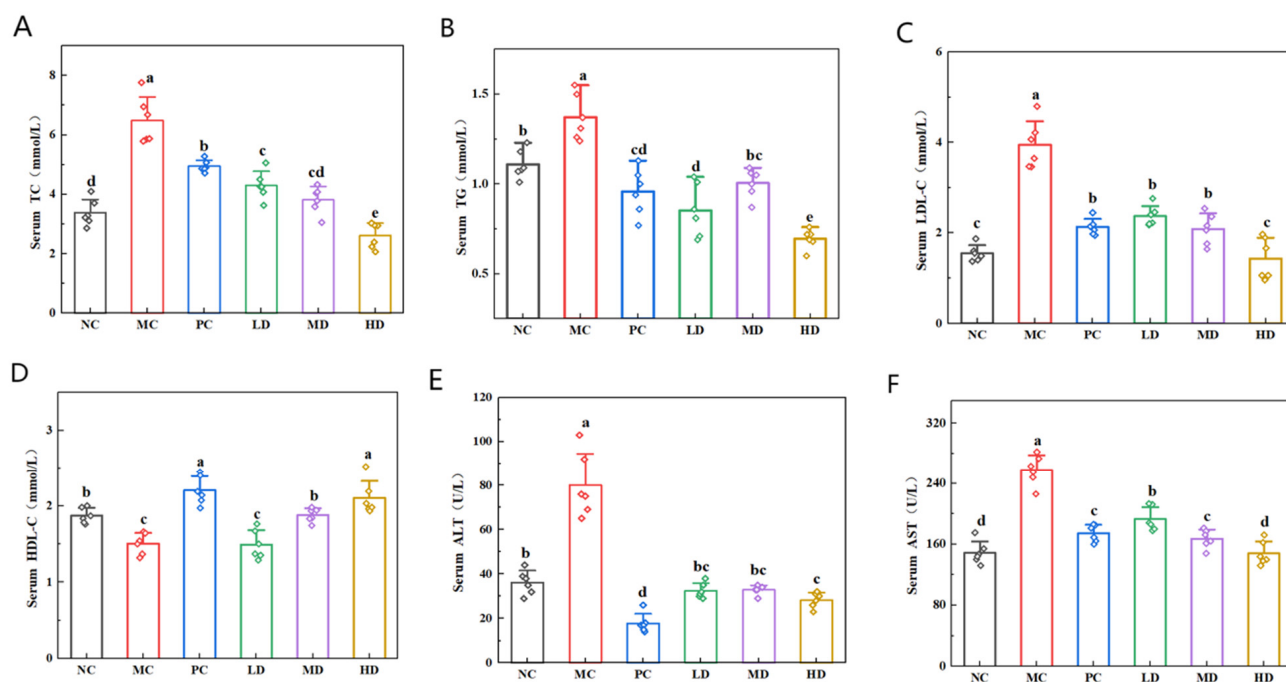 A
Serum TC（mmol/L）
8
6
4
2
0
d
a
b
c
cd
e
NC MC PC LD MD HD
B
Serum TG（mmol/L）
1.5
1.0
0.5
b
a
cd
d
bc
e
NC MC PC LD MD HD
C
Serum LDL-C（mmol/L）
6
4
2
0
c
a
b
b
b
c
NC MC PC LD MD HD
D
Serum HDL-C（mmol/L）
3
2
1
0
b
c
a
c
b
a
NC MC PC LD MD HD
E
Serum ALT（U/L）
120
100
80
60
40
20
0
b
a
d
bc
bc
c
NC MC PC LD MD HD
F
Serum AST（U/L）
320
240
160
80
0
d
a
c
b
c
d
NC MC PC LD MD HD